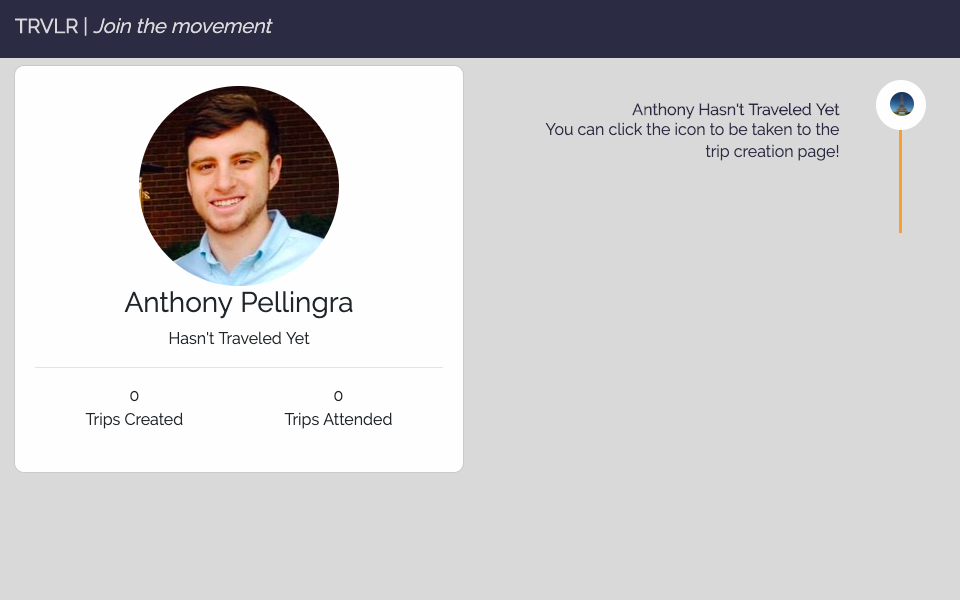 TRVLR | Join the movement
Anthony Pellingra
Hasn't Traveled Yet
0
Trips Created
0
Trips Attended
Anthony Hasn't Traveled Yet
You can click the icon to be taken to the
trip creation page!